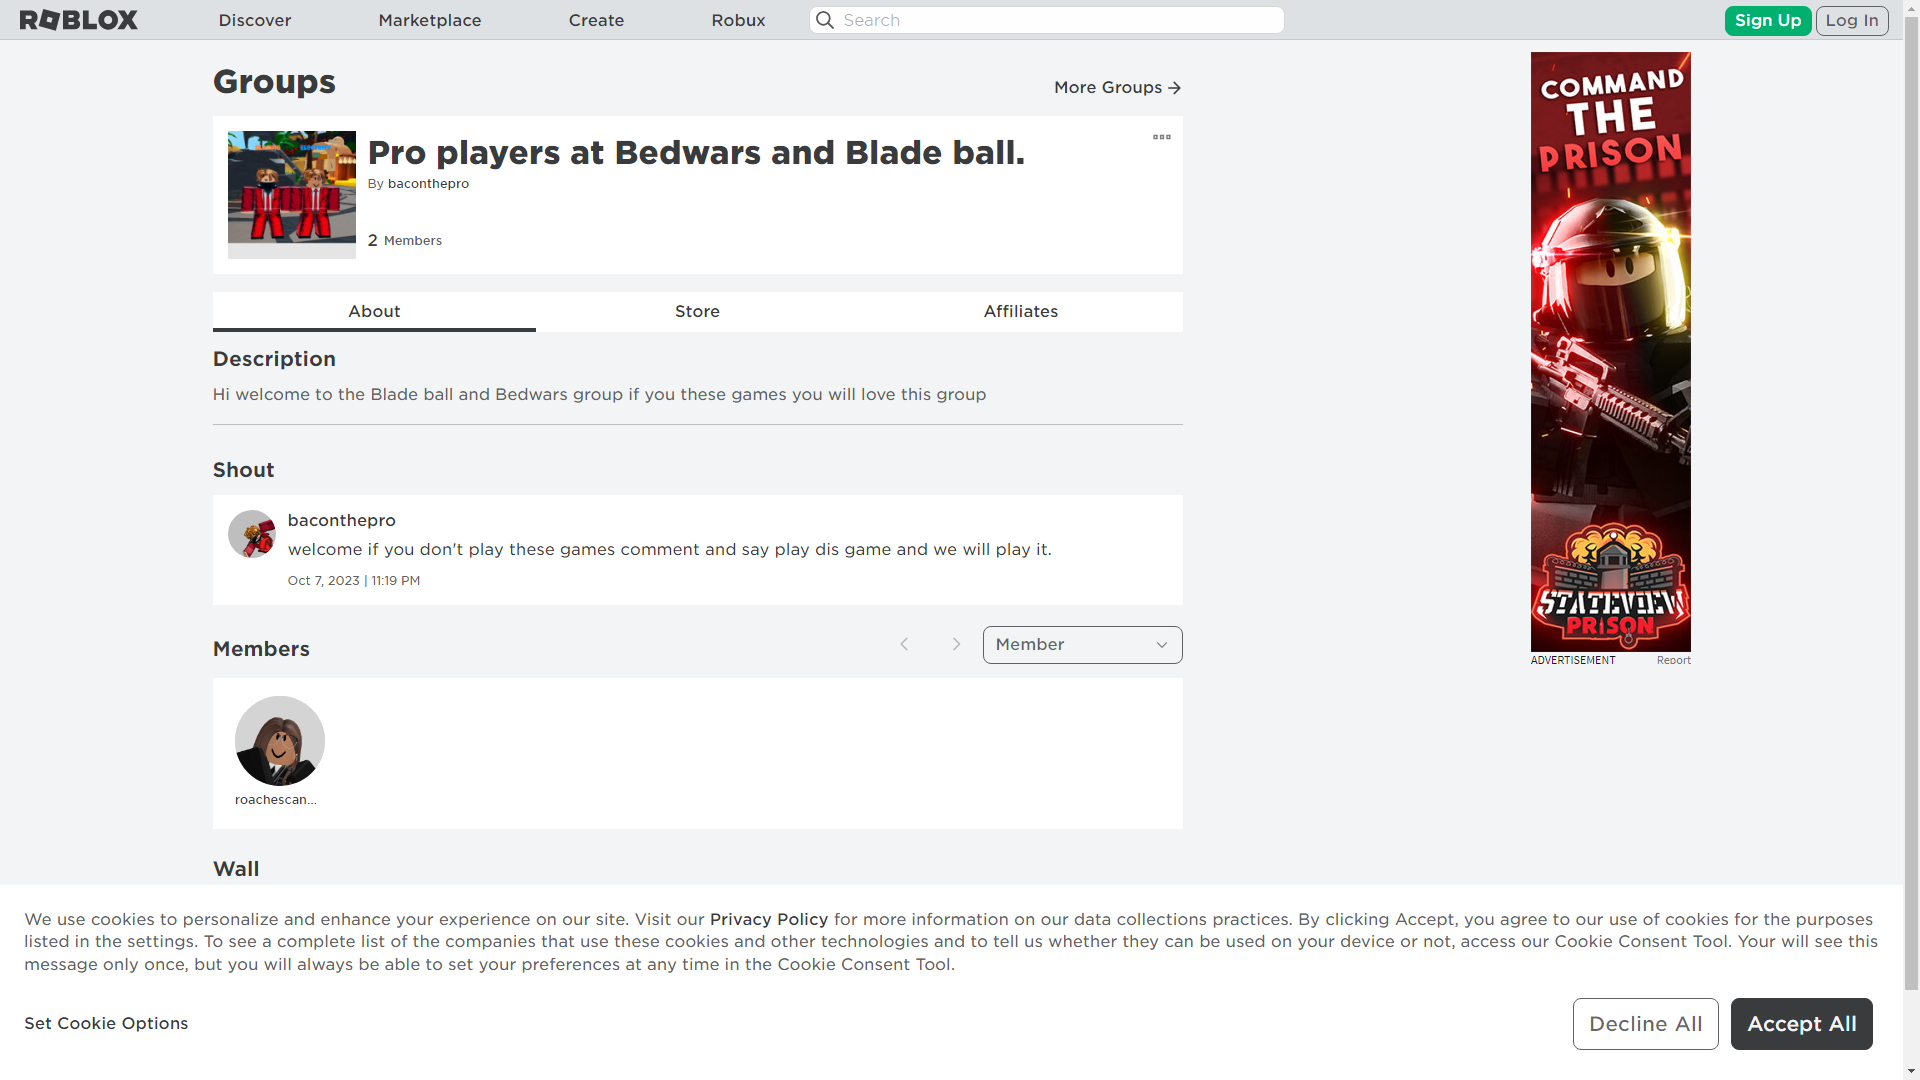 ROBLOX
Discover
Marketplace
Create
Robux
Search
Sign Up
Log In
Groups
More Groups
Pro players at Bedwars and Blade ball.
By baconthepro
2 Members
About
Store
Affiliates
Description
Hi welcome to the Blade ball and Bedwars group if you these games you will love this group
Shout
baconthepro
welcome if you don't play these games comment and say play dis game and we will play it.
Oct 7, 2023 | 11:19 PM
Members
Member
roachescan...
Wall
COMMAND
THE
PRISON
STATEVIEW
PRISON
ADVERTISEMENT
Report
We use cookies to personalize and enhance your experience on our site. Visit our Privacy Policy for more information on our data collections practices. By clicking Accept, you agree to our use of cookies for the purposes
listed in the settings. To see a complete list of the companies that use these cookies and other technologies and to tell us whether they can be used on your device or not, access our Cookie Consent Tool. Your will see this
message only once, but you will always be able to set your preferences at any time in the Cookie Consent Tool.
Set Cookie Options
Decline All
Accept All